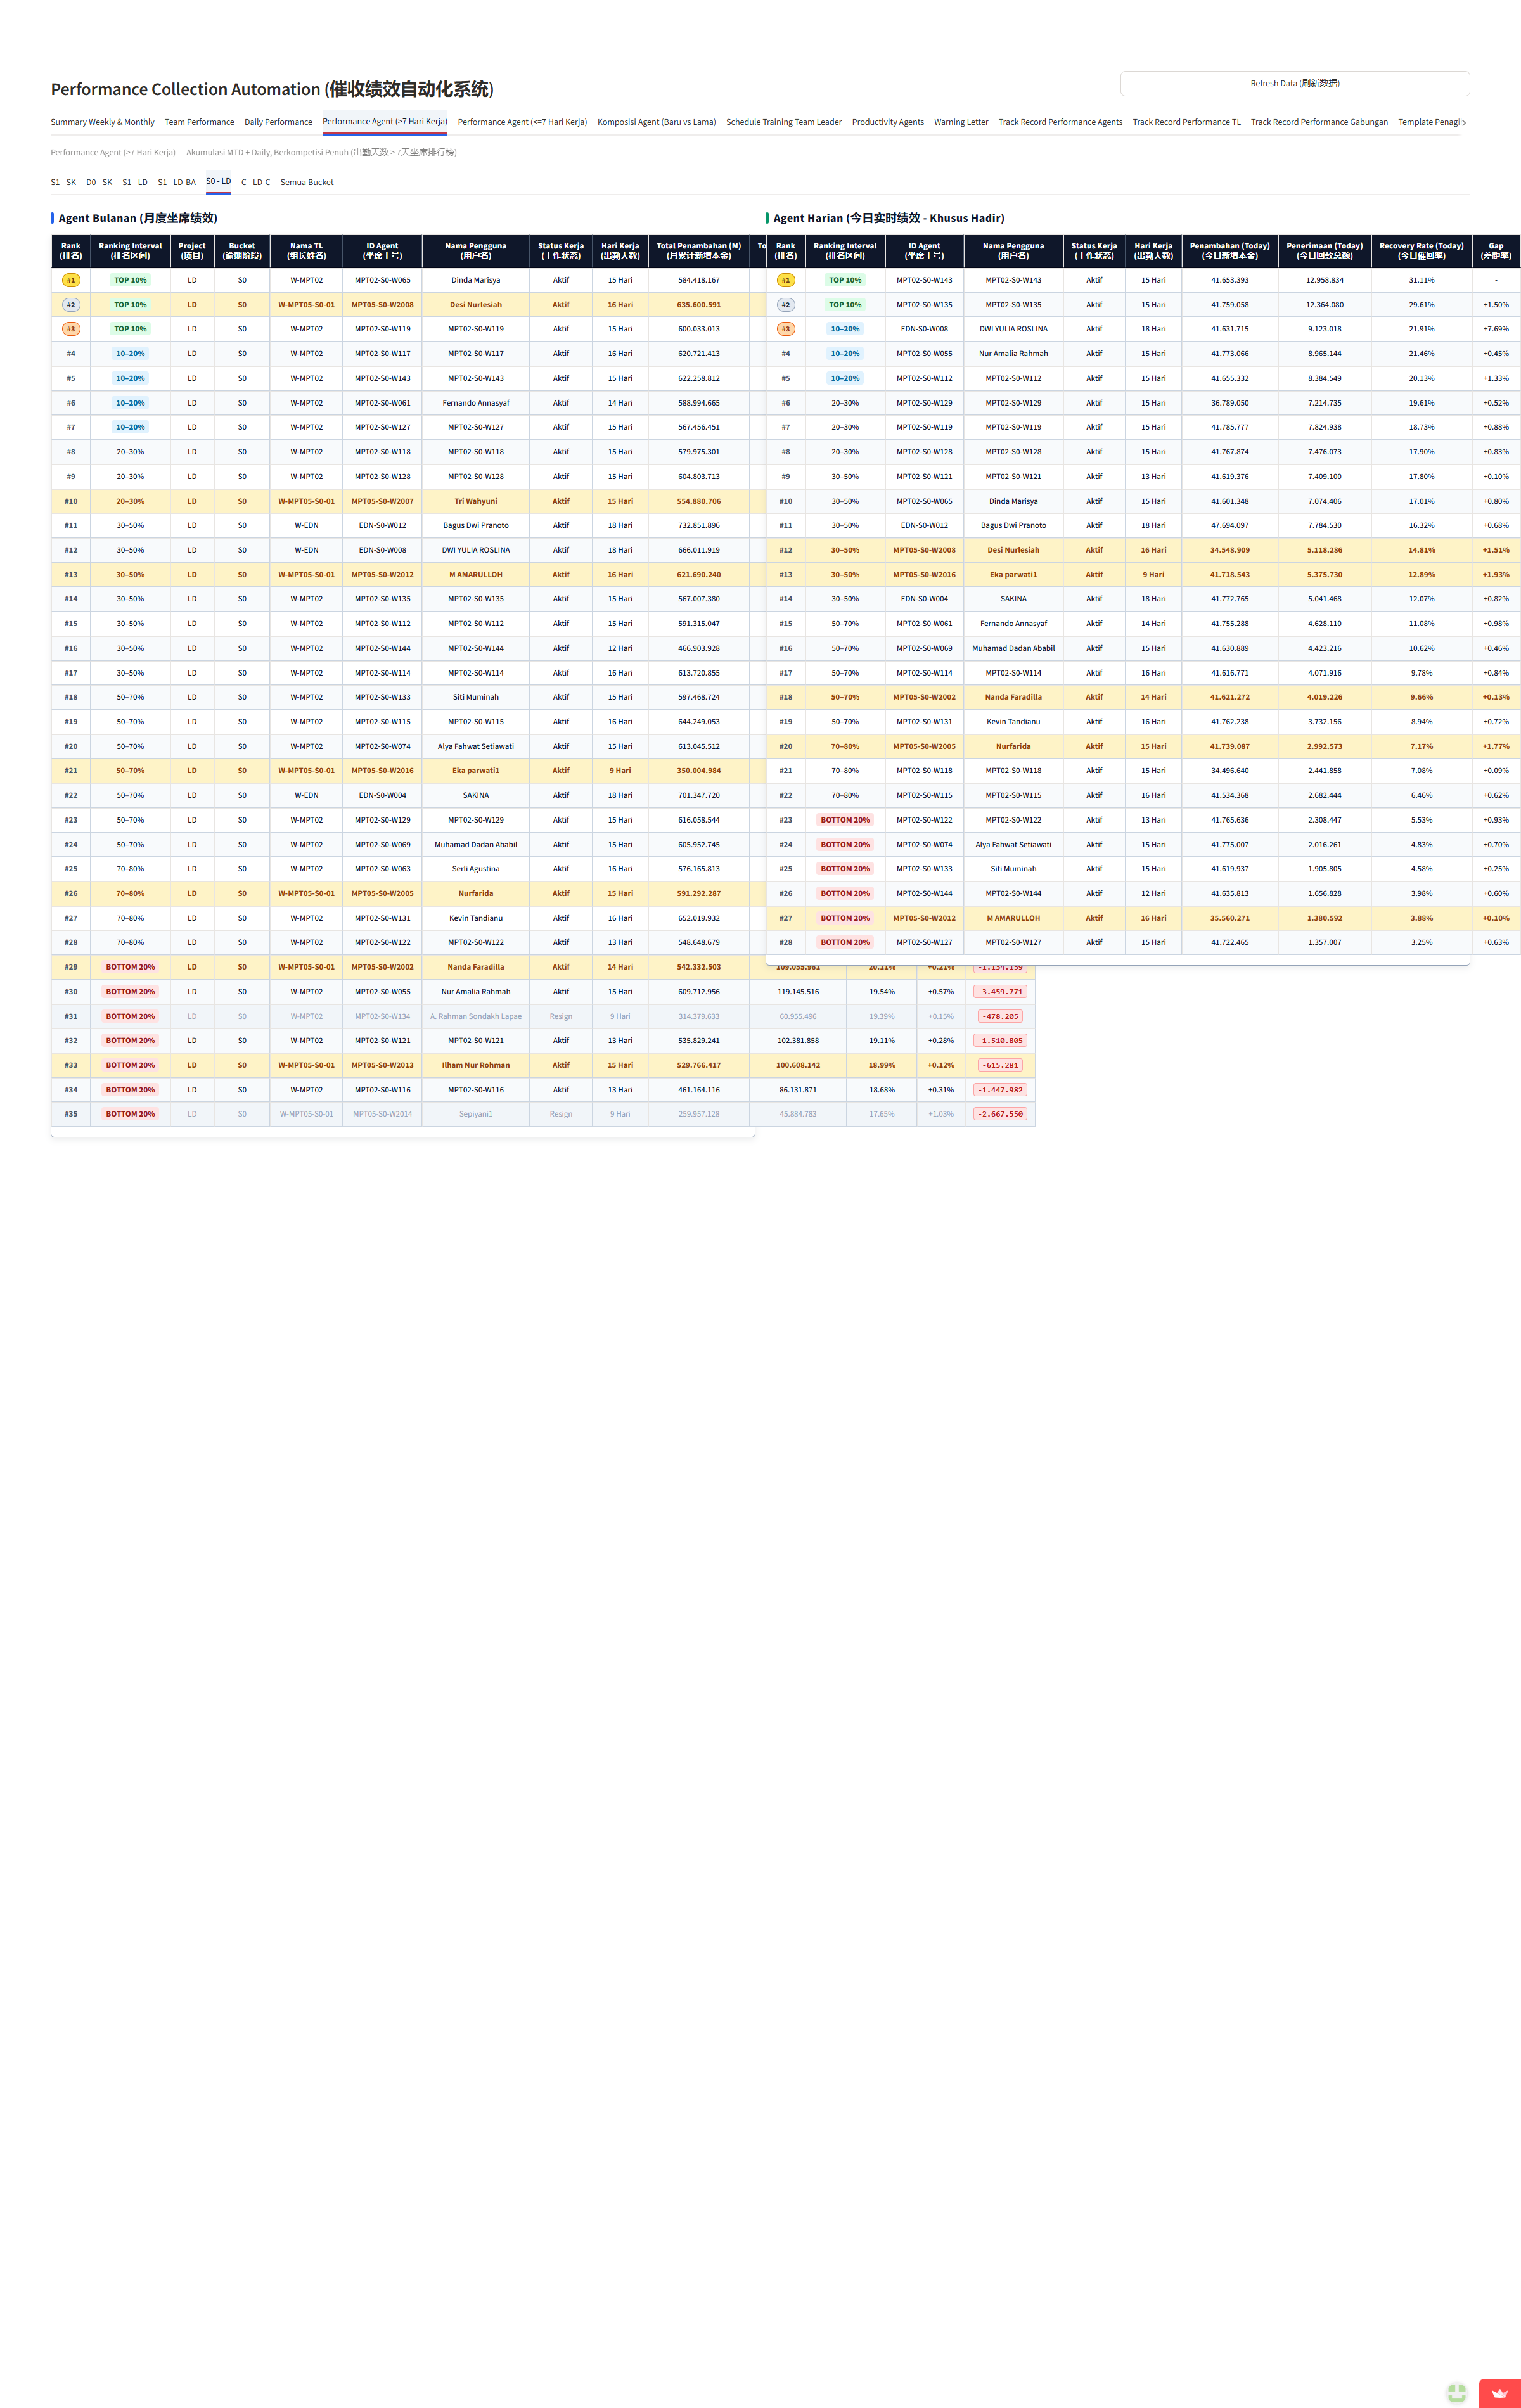 Performance Collection Automation (催收绩效自动化系统)
Refresh Data (刷新数据)
Summary Weekly & Monthly Team Performance Daily Performance Performance Agent (>7 Hari Kerja) Performance Agent (<=7 Hari Kerja) Komposisi Agent (Baru vs Lama) Schedule Training Team Leader Productivity Agents Warning Letter Track Record Performance Agents Track Record Performance TL Track Record Performance Gabungan Template Penagi
Performance Agent (>7 Hari Kerja) — Akumulasi MTD + Daily, Berkompetisi Penuh (出勤天数 > 7天坐席排行榜)
S1 - SK D0 - SK S1 - LD S1 - LD-BA S0 - LD C - LD-C Semua Bucket
Agent Bulanan (月度坐席绩效)
Rank Ranking Interval Project Bucket Nama TL ID Agent Nama Pengguna Status Kerja Hari Kerja Total Penambahan (M) To
(排名) (排名区间) (项目) (逾期阶段) (组长姓名) (坐席工号) (用户名) (工作状态) (出勤天数) (月累计新增本金)
#1 TOP 10% LD S0 W-MPT02 MPT02-S0-W065 Dinda Marisya Aktif 15 Hari 584.418.167
#2 TOP 10% LD S0 W-MPT05-S0-01 MPT05-S0-W2008 Desi Nurlesiah Aktif 16 Hari 635.600.591
#3 TOP 10% LD S0 W-MPT02 MPT02-S0-W119 MPT02-S0-W119 Aktif 15 Hari 600.033.013
#4 10–20% LD S0 W-MPT02 MPT02-S0-W117 MPT02-S0-W117 Aktif 16 Hari 620.721.413
#5 10–20% LD S0 W-MPT02 MPT02-S0-W143 MPT02-S0-W143 Aktif 15 Hari 622.258.812
#6 10–20% LD S0 W-MPT02 MPT02-S0-W061 Fernando Annasyaf Aktif 14 Hari 588.994.665
#7 10–20% LD S0 W-MPT02 MPT02-S0-W127 MPT02-S0-W127 Aktif 15 Hari 567.456.451
#8 20–30% LD S0 W-MPT02 MPT02-S0-W118 MPT02-S0-W118 Aktif 15 Hari 579.975.301
#9 20–30% LD S0 W-MPT02 MPT02-S0-W128 MPT02-S0-W128 Aktif 15 Hari 604.803.713
#10 20–30% LD S0 W-MPT05-S0-01 MPT05-S0-W2007 Tri Wahyuni Aktif 15 Hari 554.880.706
#11 30–50% LD S0 W-EDN EDN-S0-W012 Bagus Dwi Pranoto Aktif 18 Hari 732.851.896
#12 30–50% LD S0 W-EDN EDN-S0-W008 DWI YULIA ROSLINA Aktif 18 Hari 666.011.919
#13 30–50% LD S0 W-MPT05-S0-01 MPT05-S0-W2012 M AMARULLOH Aktif 16 Hari 621.690.240
#14 30–50% LD S0 W-MPT02 MPT02-S0-W135 MPT02-S0-W135 Aktif 15 Hari 567.007.380
#15 30–50% LD S0 W-MPT02 MPT02-S0-W112 MPT02-S0-W112 Aktif 15 Hari 591.315.047
#16 30–50% LD S0 W-MPT02 MPT02-S0-W144 MPT02-S0-W144 Aktif 12 Hari 466.903.928
#17 30–50% LD S0 W-MPT02 MPT02-S0-W114 MPT02-S0-W114 Aktif 16 Hari 613.720.855
#18 50–70% LD S0 W-MPT02 MPT02-S0-W133 Siti Muminah Aktif 15 Hari 597.468.724
#19 50–70% LD S0 W-MPT02 MPT02-S0-W115 MPT02-S0-W115 Aktif 16 Hari 644.249.053
#20 50–70% LD S0 W-MPT02 MPT02-S0-W074 Alya Fahwat Setiawati Aktif 15 Hari 613.045.512
#21 50–70% LD S0 W-MPT05-S0-01 MPT05-S0-W2016 Eka parwati1 Aktif 9 Hari 350.004.984
#22 50–70% LD S0 W-EDN EDN-S0-W004 SAKINA Aktif 18 Hari 701.347.720
#23 50–70% LD S0 W-MPT02 MPT02-S0-W129 MPT02-S0-W129 Aktif 15 Hari 616.058.544
#24 50–70% LD S0 W-MPT02 MPT02-S0-W069 Muhamad Dadan Ababil Aktif 15 Hari 605.952.745
#25 70–80% LD S0 W-MPT02 MPT02-S0-W063 Serli Agustina Aktif 16 Hari 576.165.813
#26 70–80% LD S0 W-MPT05-S0-01 MPT05-S0-W2005 Nurfarida Aktif 15 Hari 591.292.287
#27 70–80% LD S0 W-MPT02 MPT02-S0-W131 Kevin Tandianu Aktif 16 Hari 652.019.932
#28 70–80% LD S0 W-MPT02 MPT02-S0-W122 MPT02-S0-W122 Aktif 13 Hari 548.648.679
#29 BOTTOM 20% LD S0 W-MPT05-S0-01 MPT05-S0-W2002 Nanda Faradilla Aktif 14 Hari 542.332.503 109.055.961 20.11% +0.21% -1.134.159
#30 BOTTOM 20% LD S0 W-MPT02 MPT02-S0-W055 Nur Amalia Rahmah Aktif 15 Hari 609.712.956 119.145.516 19.54% +0.57% -3.459.771
#31 BOTTOM 20% LD S0 W-MPT02 MPT02-S0-W134 A. Rahman Sondakh Lapae Resign 9 Hari 314.379.633 60.955.496 19.39% +0.15% -478.205
#32 BOTTOM 20% LD S0 W-MPT02 MPT02-S0-W121 MPT02-S0-W121 Aktif 13 Hari 535.829.241 102.381.858 19.11% +0.28% -1.510.805
#33 BOTTOM 20% LD S0 W-MPT05-S0-01 MPT05-S0-W2013 Ilham Nur Rohman Aktif 15 Hari 529.766.417 100.608.142 18.99% +0.12% -615.281
#34 BOTTOM 20% LD S0 W-MPT02 MPT02-S0-W116 MPT02-S0-W116 Aktif 13 Hari 461.164.116 86.131.871 18.68% +0.31% -1.447.982
#35 BOTTOM 20% LD S0 W-MPT05-S0-01 MPT05-S0-W2014 Sepiyani1 Resign 9 Hari 259.957.128 45.884.783 17.65% +1.03% -2.667.550
Agent Harian (今日实时绩效 - Khusus Hadir)
Rank Ranking Interval ID Agent Nama Pengguna Status Kerja Hari Kerja Penambahan (Today) Penerimaan (Today) Recovery Rate (Today) Gap
(排名) (排名区间) (坐席工号) (用户名) (工作状态) (出勤天数) (今日新增本金) (今日回款总额) (今日催回率) (差距率)
#1 TOP 10% MPT02-S0-W143 MPT02-S0-W143 Aktif 15 Hari 41.653.393 12.958.834 31.11% -
#2 TOP 10% MPT02-S0-W135 MPT02-S0-W135 Aktif 15 Hari 41.759.058 12.364.080 29.61% +1.50%
#3 10–20% EDN-S0-W008 DWI YULIA ROSLINA Aktif 18 Hari 41.631.715 9.123.018 21.91% +7.69%
#4 10–20% MPT02-S0-W055 Nur Amalia Rahmah Aktif 15 Hari 41.773.066 8.965.144 21.46% +0.45%
#5 10–20% MPT02-S0-W112 MPT02-S0-W112 Aktif 15 Hari 41.655.332 8.384.549 20.13% +1.33%
#6 20–30% MPT02-S0-W129 MPT02-S0-W129 Aktif 15 Hari 36.789.050 7.214.735 19.61% +0.52%
#7 20–30% MPT02-S0-W119 MPT02-S0-W119 Aktif 15 Hari 41.785.777 7.824.938 18.73% +0.88%
#8 20–30% MPT02-S0-W128 MPT02-S0-W128 Aktif 15 Hari 41.767.874 7.476.073 17.90% +0.83%
#9 30–50% MPT02-S0-W121 MPT02-S0-W121 Aktif 13 Hari 41.619.376 7.409.100 17.80% +0.10%
#10 30–50% MPT02-S0-W065 Dinda Marisya Aktif 15 Hari 41.601.348 7.074.406 17.01% +0.80%
#11 30–50% EDN-S0-W012 Bagus Dwi Pranoto Aktif 18 Hari 47.694.097 7.784.530 16.32% +0.68%
#12 30–50% MPT05-S0-W2008 Desi Nurlesiah Aktif 16 Hari 34.548.909 5.118.286 14.81% +1.51%
#13 30–50% MPT05-S0-W2016 Eka parwati1 Aktif 9 Hari 41.718.543 5.375.730 12.89% +1.93%
#14 30–50% EDN-S0-W004 SAKINA Aktif 18 Hari 41.772.765 5.041.468 12.07% +0.82%
#15 50–70% MPT02-S0-W061 Fernando Annasyaf Aktif 14 Hari 41.755.288 4.628.110 11.08% +0.98%
#16 50–70% MPT02-S0-W069 Muhamad Dadan Ababil Aktif 15 Hari 41.630.889 4.423.216 10.62% +0.46%
#17 50–70% MPT02-S0-W114 MPT02-S0-W114 Aktif 16 Hari 41.616.771 4.071.916 9.78% +0.84%
#18 50–70% MPT05-S0-W2002 Nanda Faradilla Aktif 14 Hari 41.621.272 4.019.226 9.66% +0.13%
#19 50–70% MPT02-S0-W131 Kevin Tandianu Aktif 16 Hari 41.762.238 3.732.156 8.94% +0.72%
#20 70–80% MPT05-S0-W2005 Nurfarida Aktif 15 Hari 41.739.087 2.992.573 7.17% +1.77%
#21 70–80% MPT02-S0-W118 MPT02-S0-W118 Aktif 15 Hari 34.496.640 2.441.858 7.08% +0.09%
#22 70–80% MPT02-S0-W115 MPT02-S0-W115 Aktif 16 Hari 41.534.368 2.682.444 6.46% +0.62%
#23 BOTTOM 20% MPT02-S0-W122 MPT02-S0-W122 Aktif 13 Hari 41.765.636 2.308.447 5.53% +0.93%
#24 BOTTOM 20% MPT02-S0-W074 Alya Fahwat Setiawati Aktif 15 Hari 41.775.007 2.016.261 4.83% +0.70%
#25 BOTTOM 20% MPT02-S0-W133 Siti Muminah Aktif 15 Hari 41.619.937 1.905.805 4.58% +0.25%
#26 BOTTOM 20% MPT02-S0-W144 MPT02-S0-W144 Aktif 12 Hari 41.635.813 1.656.828 3.98% +0.60%
#27 BOTTOM 20% MPT05-S0-W2012 M AMARULLOH Aktif 16 Hari 35.560.271 1.380.592 3.88% +0.10%
#28 BOTTOM 20% MPT02-S0-W127 MPT02-S0-W127 Aktif 15 Hari 41.722.465 1.357.007 3.25% +0.63%